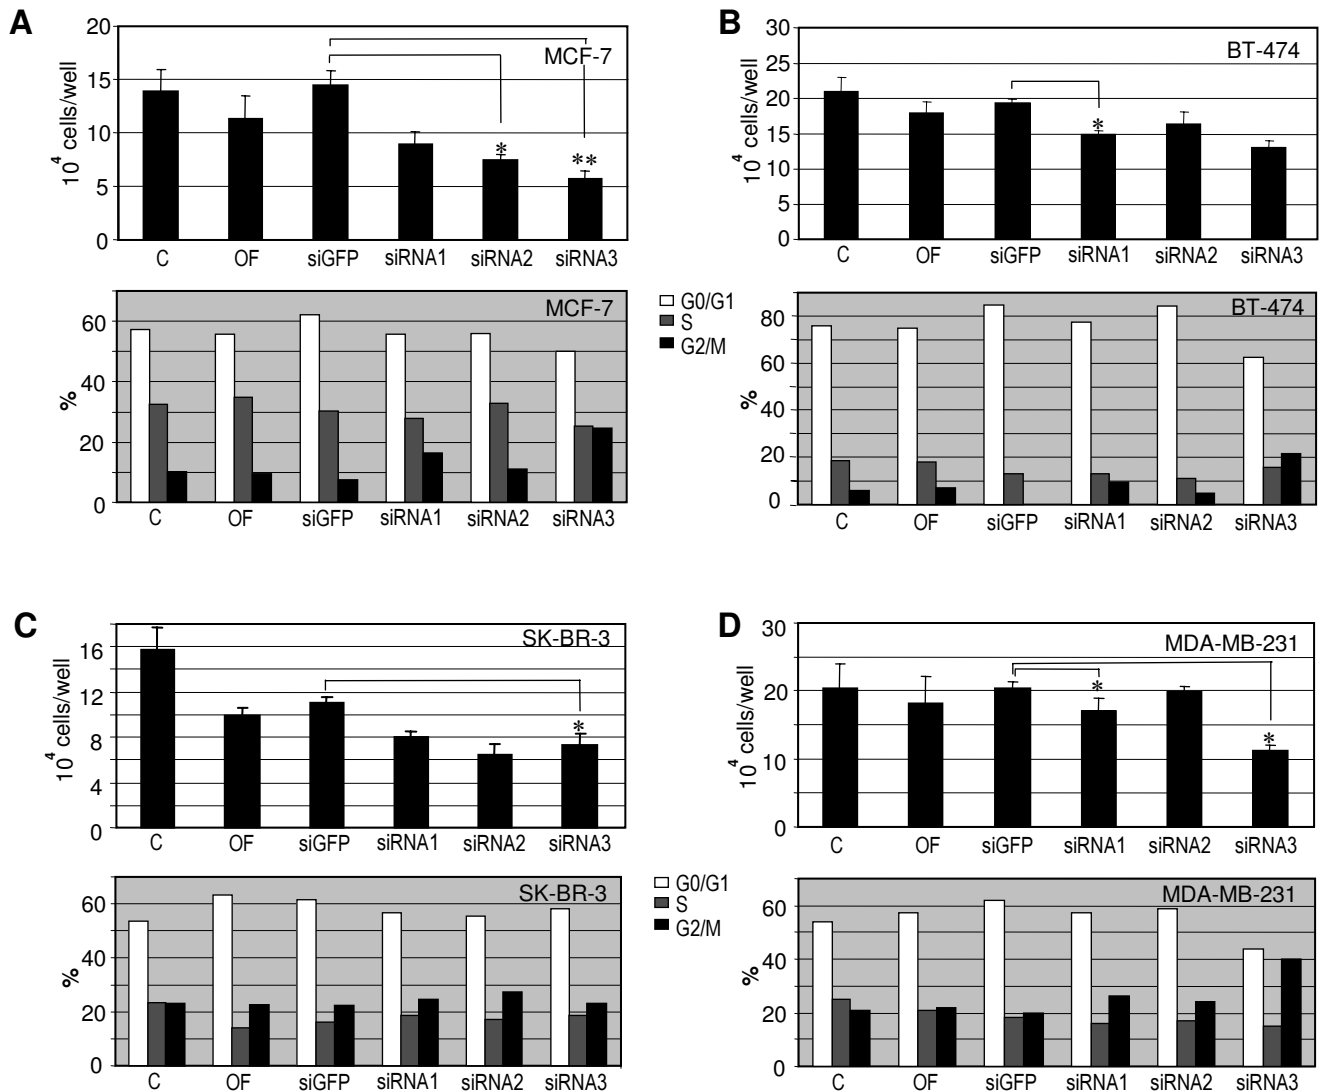 A
20
15
10
5
0
10⁴ cells/well
MCF-7
*
**
C OF siGFP siRNA1 siRNA2 siRNA3
60
40
20
0
%
MCF-7
C OF siGFP siRNA1 siRNA2 siRNA3
G0/G1
S
G2/M
B
30
25
20
15
10
5
0
10⁴ cells/well
BT-474
*
C OF siGFP siRNA1 siRNA2 siRNA3
80
60
40
20
0
%
BT-474
C OF siGFP siRNA1 siRNA2 siRNA3
C
16
12
8
4
0
10⁴ cells/well
SK-BR-3
*
C OF siGFP siRNA1 siRNA2 siRNA3
60
40
20
0
%
SK-BR-3
C OF siGFP siRNA1 siRNA2 siRNA3
G0/G1
S
G2/M
D
30
20
10
0
10⁴ cells/well
MDA-MB-231
*
*
C OF siGFP siRNA1 siRNA2 siRNA3
60
40
20
0
%
MDA-MB-231
C OF siGFP siRNA1 siRNA2 siRNA3